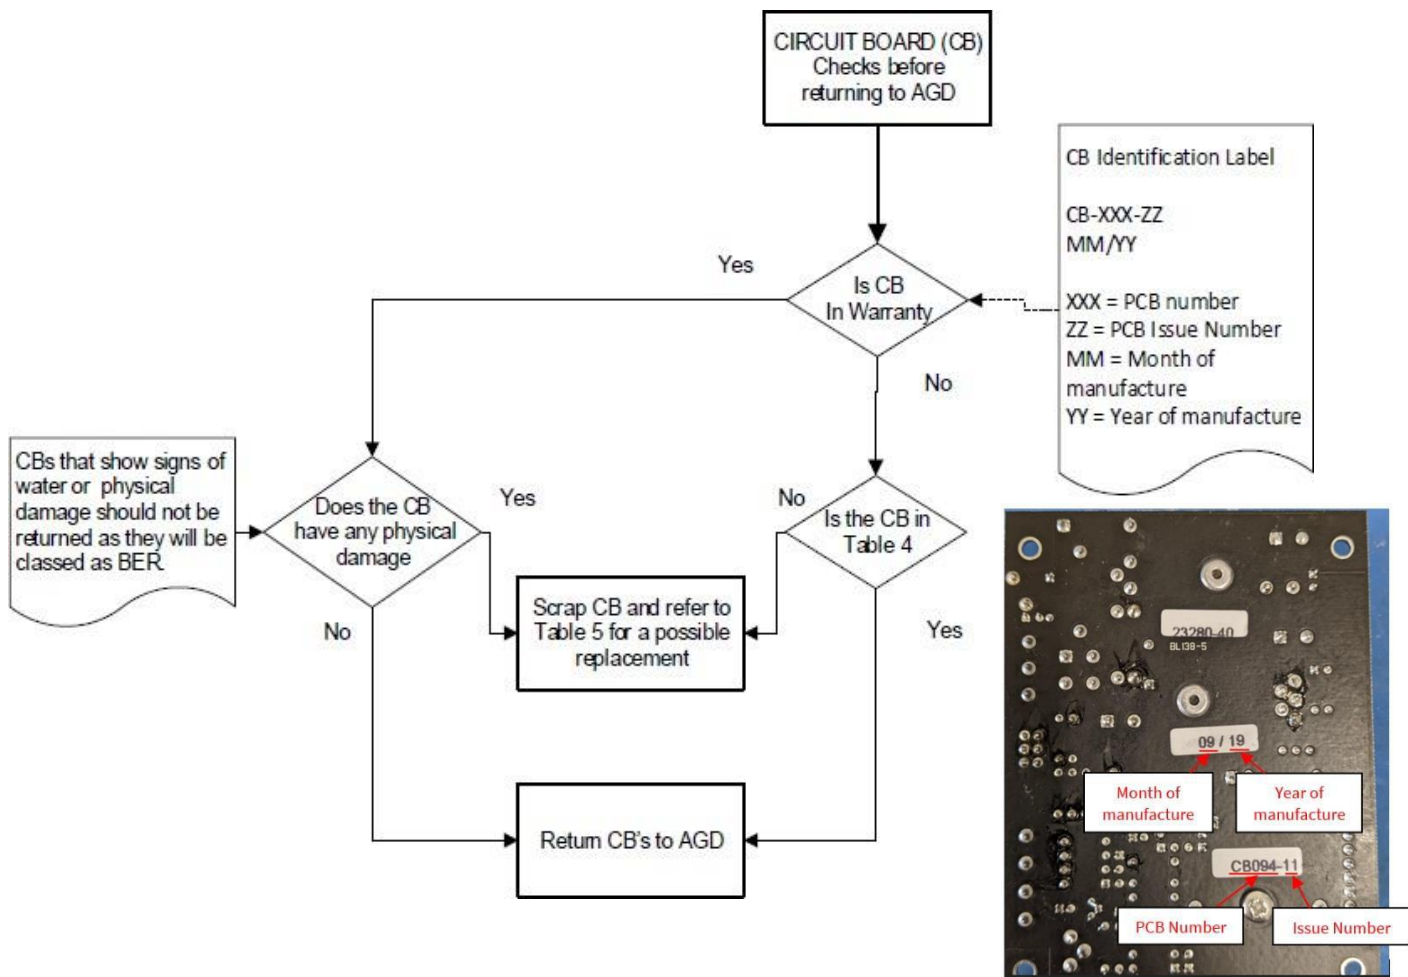 CIRCUIT BOARD (CB)
Checks before
returning to AGD
CB Identification Label
CB-XXX-ZZ
MM/YY
XXX = PCB number
ZZ = PCB Issue Number
MM = Month of
manufacture
YY = Year of manufacture
Yes
Is CB
In Warranty
No
CBs that show signs of
water or physical
damage should not be
returned as they will be
classed as BER.
Does the CB
have any physical
damage
Yes
No
Is the CB in
Table 4
Scrap CB and refer to
Table 5 for a possible
replacement
No
Yes
Return CB's to AGD
23280-40
BL138-5
09 / 19
Month of
manufacture
Year of
manufacture
CB094-11
PCB Number
Issue Number